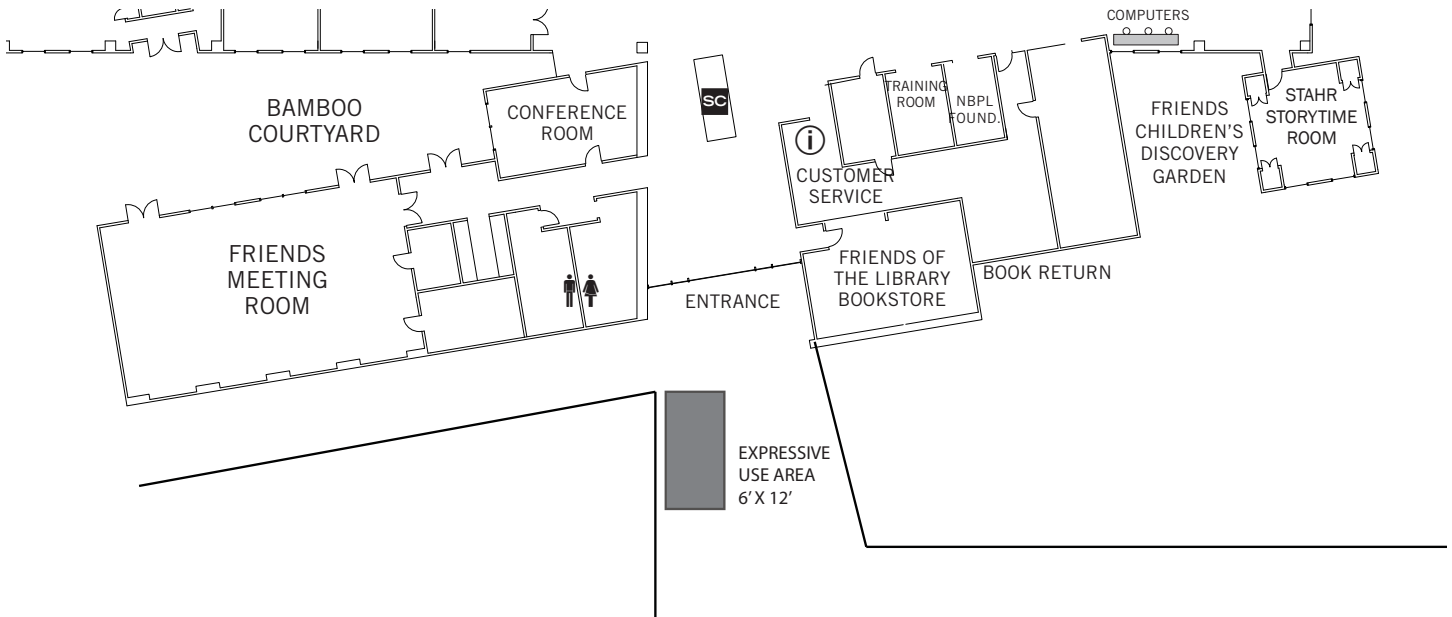 COMPUTERS
BAMBOO
COURTYARD
CONFERENCE
ROOM
SC
TRAINING
ROOM
NBPL
FOUND.
FRIENDS
CHILDREN'S
DISCOVERY
GARDEN
STAHR
STORYTIME
ROOM
i
CUSTOMER
SERVICE
FRIENDS
MEETING
ROOM
ENTRANCE
FRIENDS OF
THE LIBRARY
BOOKSTORE
BOOK RETURN
EXPRESSIVE
USE AREA
6' X 12'